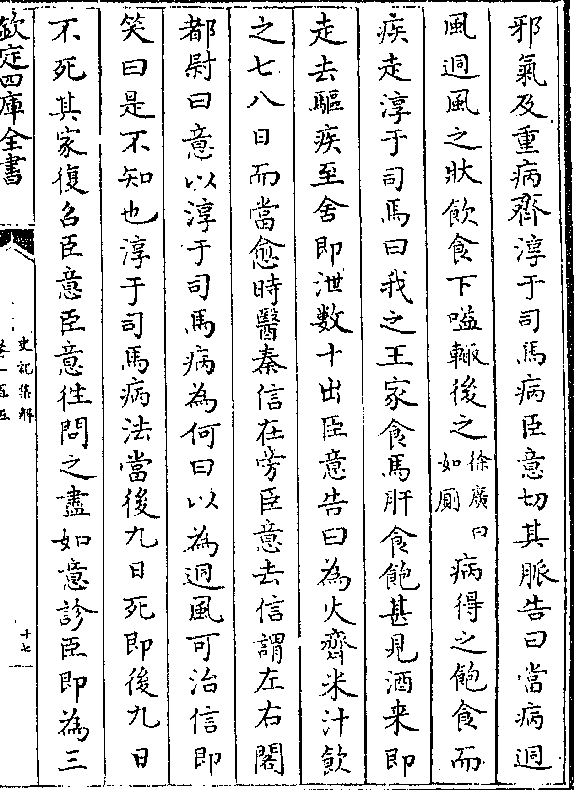 邪氣及重病齊淳于司馬病臣意切其脈告曰當病迵
風迵風之狀飲食下嗌輙後之徐廣曰如厠病得之飽食而
疾走淳于司馬曰我之王家食馬肝食飽甚見酒来即
走去驅疾至舍即泄數十出臣意告曰為火齊米汁飲
之七八日而當愈時醫秦信在旁臣意去信謂左右閣
都尉曰意以淳于司馬病為何曰以為迵風可治信即
笑曰是不知也淳于司馬病法當後九日死即後九日
不死其家復召臣意臣意徃問之盡如意診臣即為三
欽定四庫全書
史記集解
卷一百五
十七